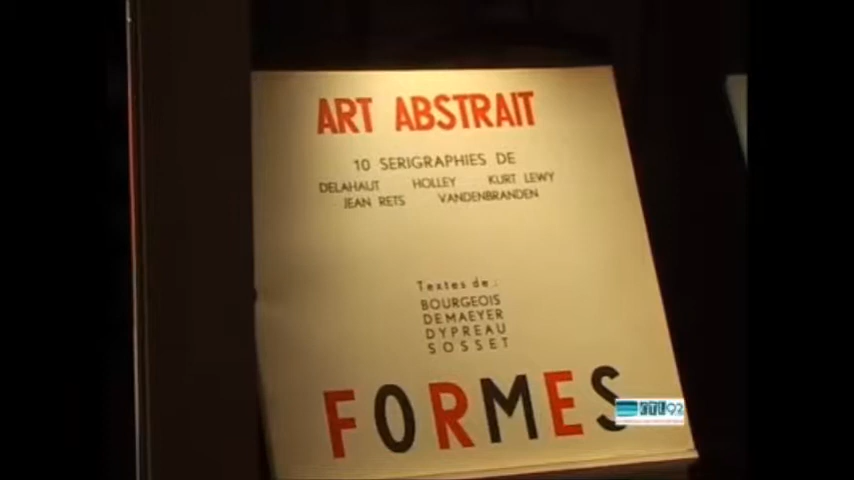 ART ABSTRAIT
10 SERIGRAPHIES DE
DELAHAUT HOLLEY KURT LEWY
JEAN RETS VANDENBRANDEN
Textes de :
BOURGEOIS
DEMAEYER
DYPREAU
SOSSET
FORMES